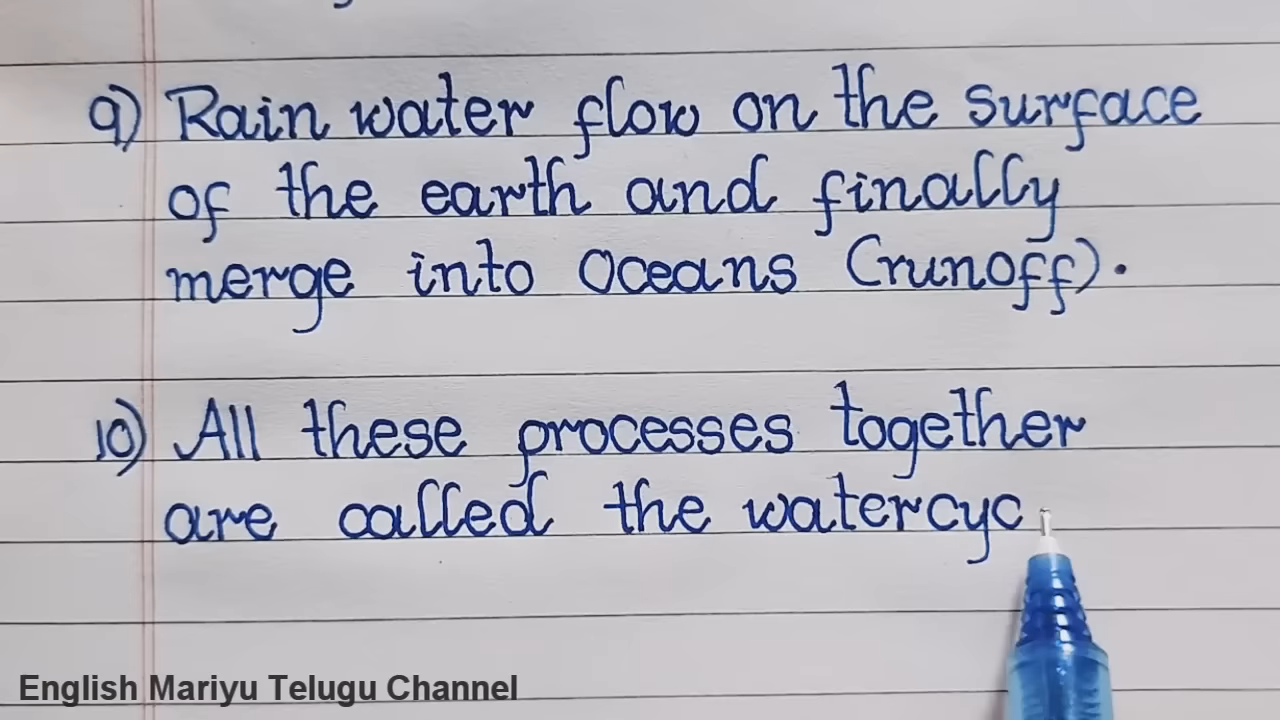 9) Rain water flow on the surface
of the earth and finally
merge into Oceans (runoff).
10) All these processes together
are called the watercyc
English Mariyu Telugu Channel